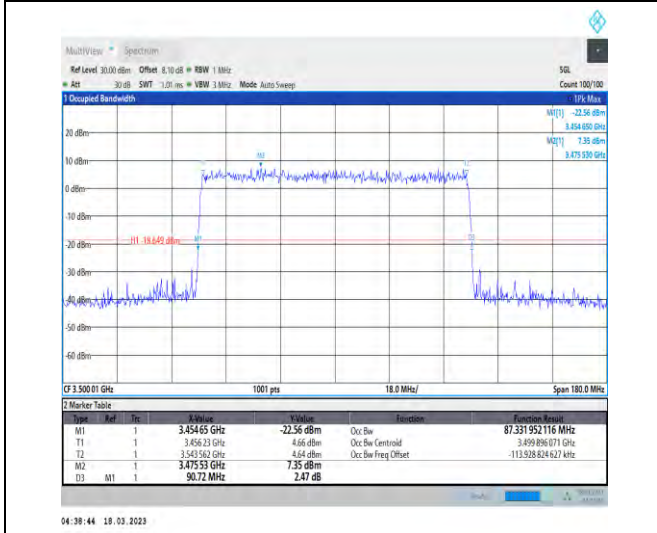 MultiView Spectrum
Ref Level 30.00 dBm Offset 8.10 dB RBW 1 MHz SGL
Att 30 dB SWT 1.01 ms VBW 3 MHz Mode Auto Sweep Count 100/100
1 Occupied Bandwidth 1Pk Max
M1[1] -22.56 dBm
3.454 650 GHz
M2[1] 7.35 dBm
3.475 530 GHz
20 dBm
10 dBm
M2
0 dBm
-10 dBm
H1 -18.649 dBm M1 D3
-20 dBm
-30 dBm
-40 dBm
-50 dBm
-60 dBm
CF 3.500 01 GHz 1001 pts 18.0 MHz/ Span 180.0 MHz
2 Marker Table
Type Ref Trc X-Value Y-Value Function Function Result
M1 1 3.454 65 GHz -22.56 dBm Occ Bw 87.331 952 116 MHz
T1 1 3.456 23 GHz 4.66 dBm Occ Bw Centroid 3.499 896 071 GHz
T2 1 3.543 562 GHz 4.64 dBm Occ Bw Freq Offset -113.928 824 627 kHz
M2 1 3.475 53 GHz 7.35 dBm
D3 M1 1 90.72 MHz 2.47 dB
04:38:44 18.03.2023